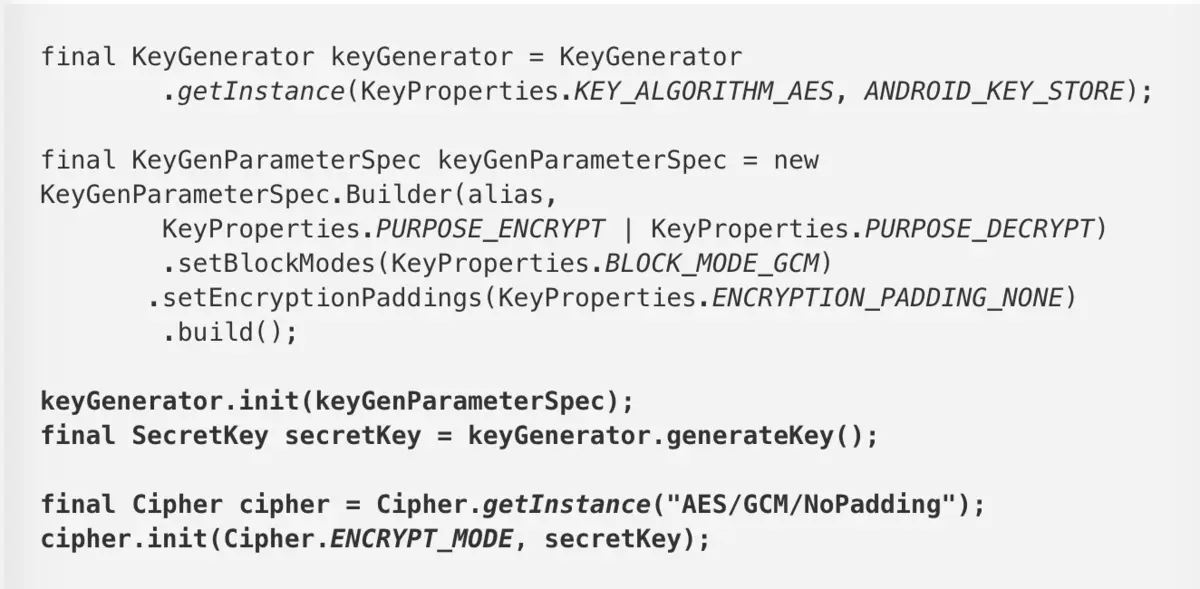 final KeyGenerator keyGenerator = KeyGenerator
        .getInstance(KeyProperties.KEY_ALGORITHM_AES, ANDROID_KEY_STORE);

final KeyGenParameterSpec keyGenParameterSpec = new
KeyGenParameterSpec.Builder(alias,
        KeyProperties.PURPOSE_ENCRYPT | KeyProperties.PURPOSE_DECRYPT)
        .setBlockModes(KeyProperties.BLOCK_MODE_GCM)
       .setEncryptionPaddings(KeyProperties.ENCRYPTION_PADDING_NONE)
        .build();

keyGenerator.init(keyGenParameterSpec);
final SecretKey secretKey = keyGenerator.generateKey();

final Cipher cipher = Cipher.getInstance("AES/GCM/NoPadding");
cipher.init(Cipher.ENCRYPT_MODE, secretKey);